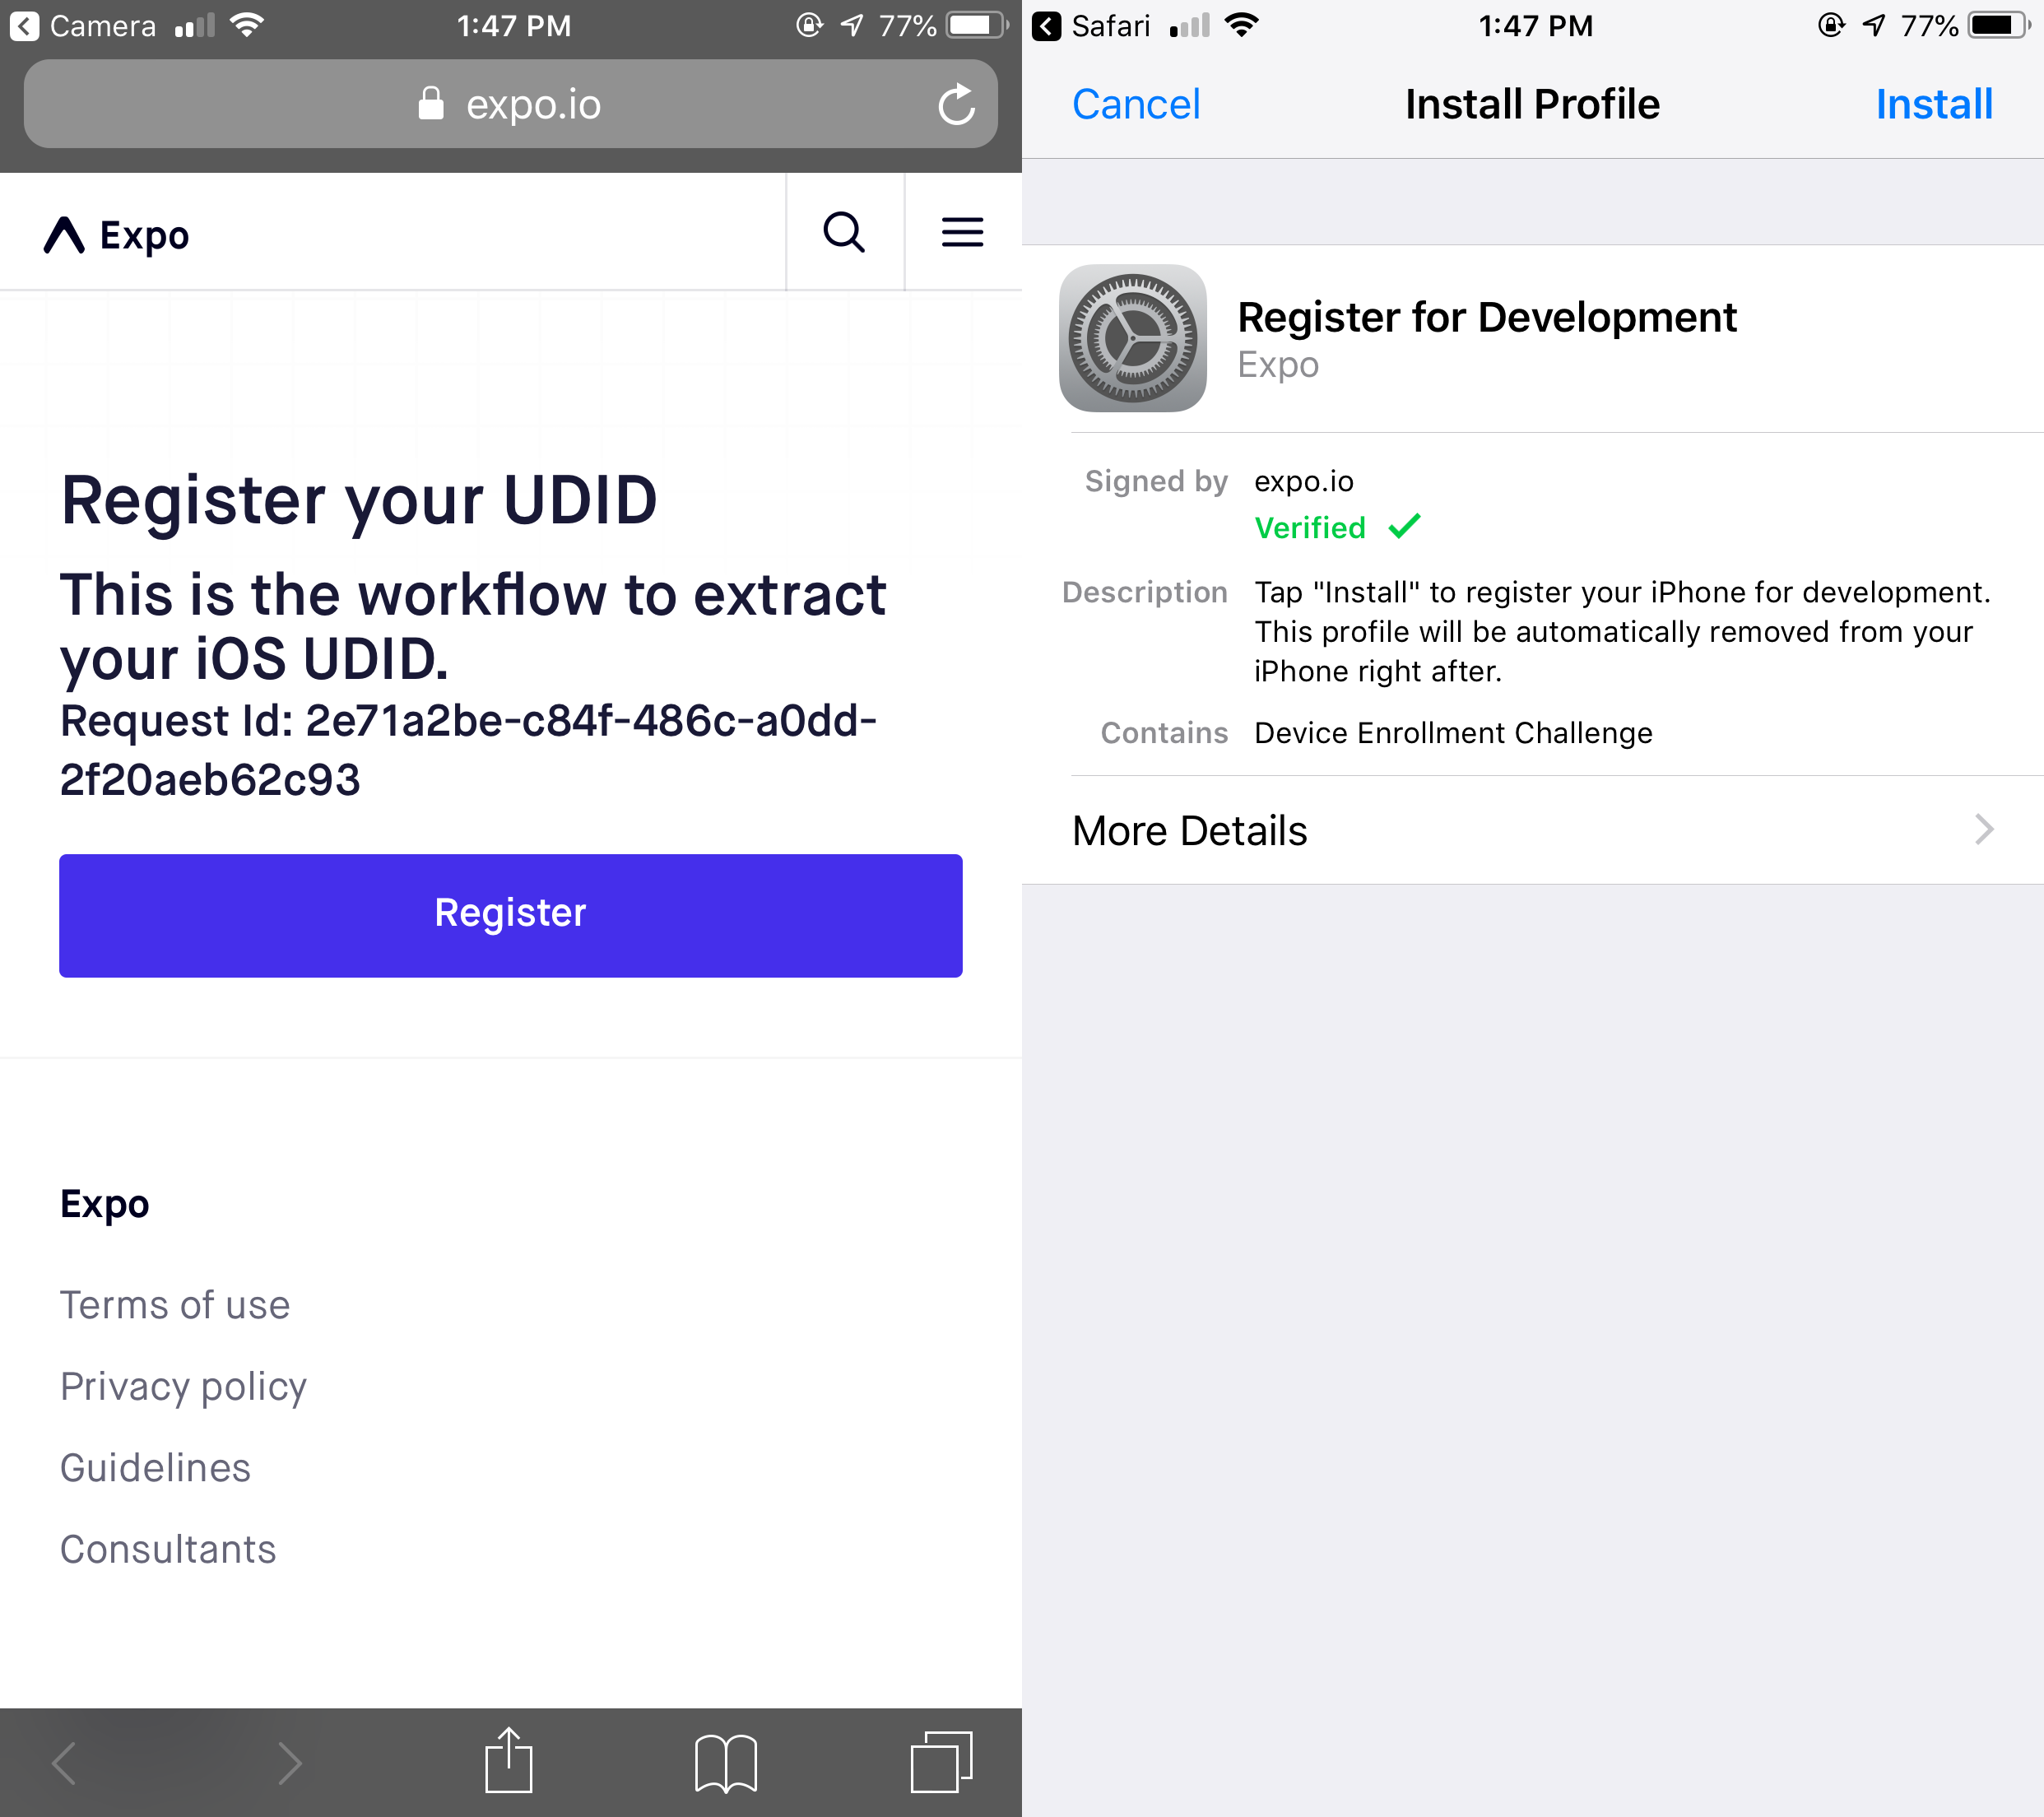 Camera 1:47 PM 77%
expo.io
Expo
Register your UDID
This is the workflow to extract
your iOS UDID.
Request Id: 2e71a2be-c84f-486c-a0dd-
2f20aeb62c93
Register
Expo
Terms of use
Privacy policy
Guidelines
Consultants
Safari 1:47 PM 77%
Cancel Install Profile Install
Register for Development
Expo
Signed by expo.io
Verified
Description Tap "Install" to register your iPhone for development.
This profile will be automatically removed from your
iPhone right after.
Contains Device Enrollment Challenge
More Details